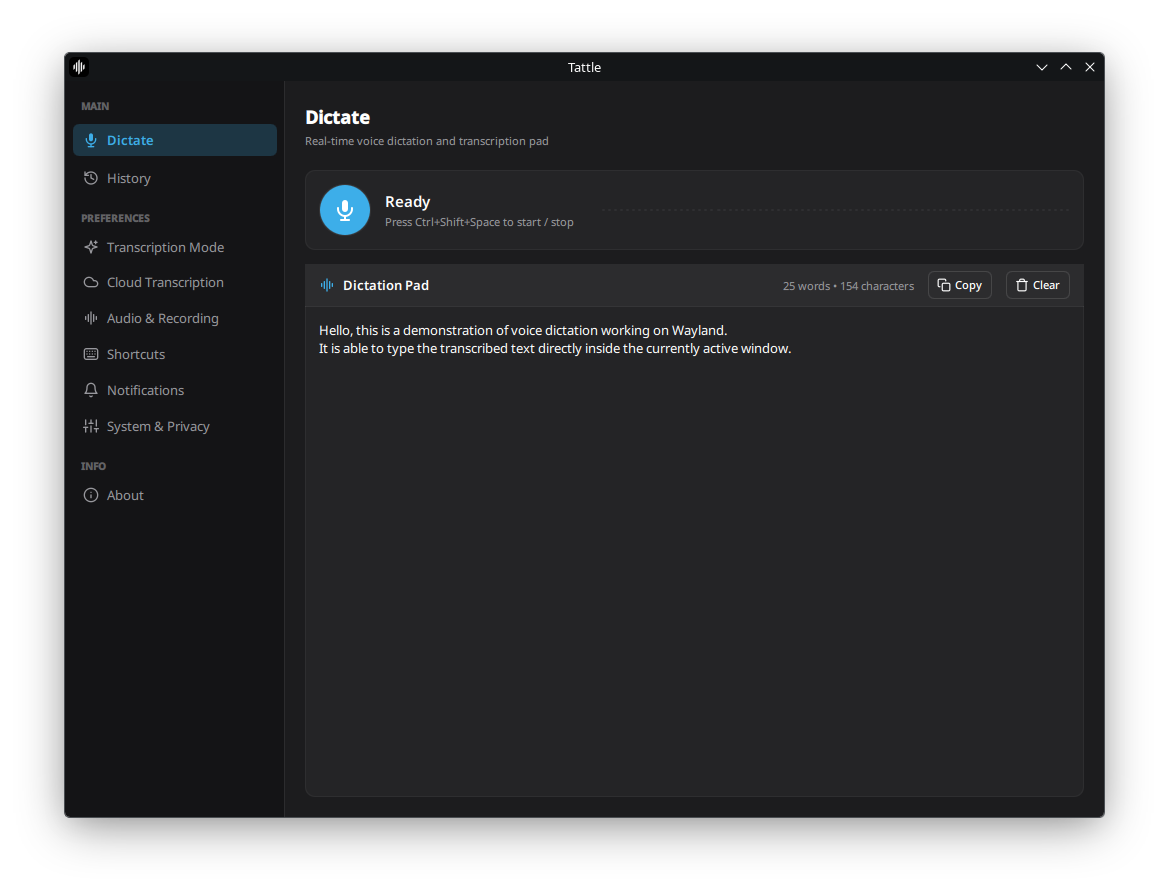 Tattle
MAIN
Dictate
History
PREFERENCES
Transcription Mode
Cloud Transcription
Audio & Recording
Shortcuts
Notifications
System & Privacy
INFO
About
Dictate
Real-time voice dictation and transcription pad
Ready
Press Ctrl+Shift+Space to start / stop
Dictation Pad
25 words • 154 characters
Copy
Clear
Hello, this is a demonstration of voice dictation working on Wayland.
It is able to type the transcribed text directly inside the currently active window.